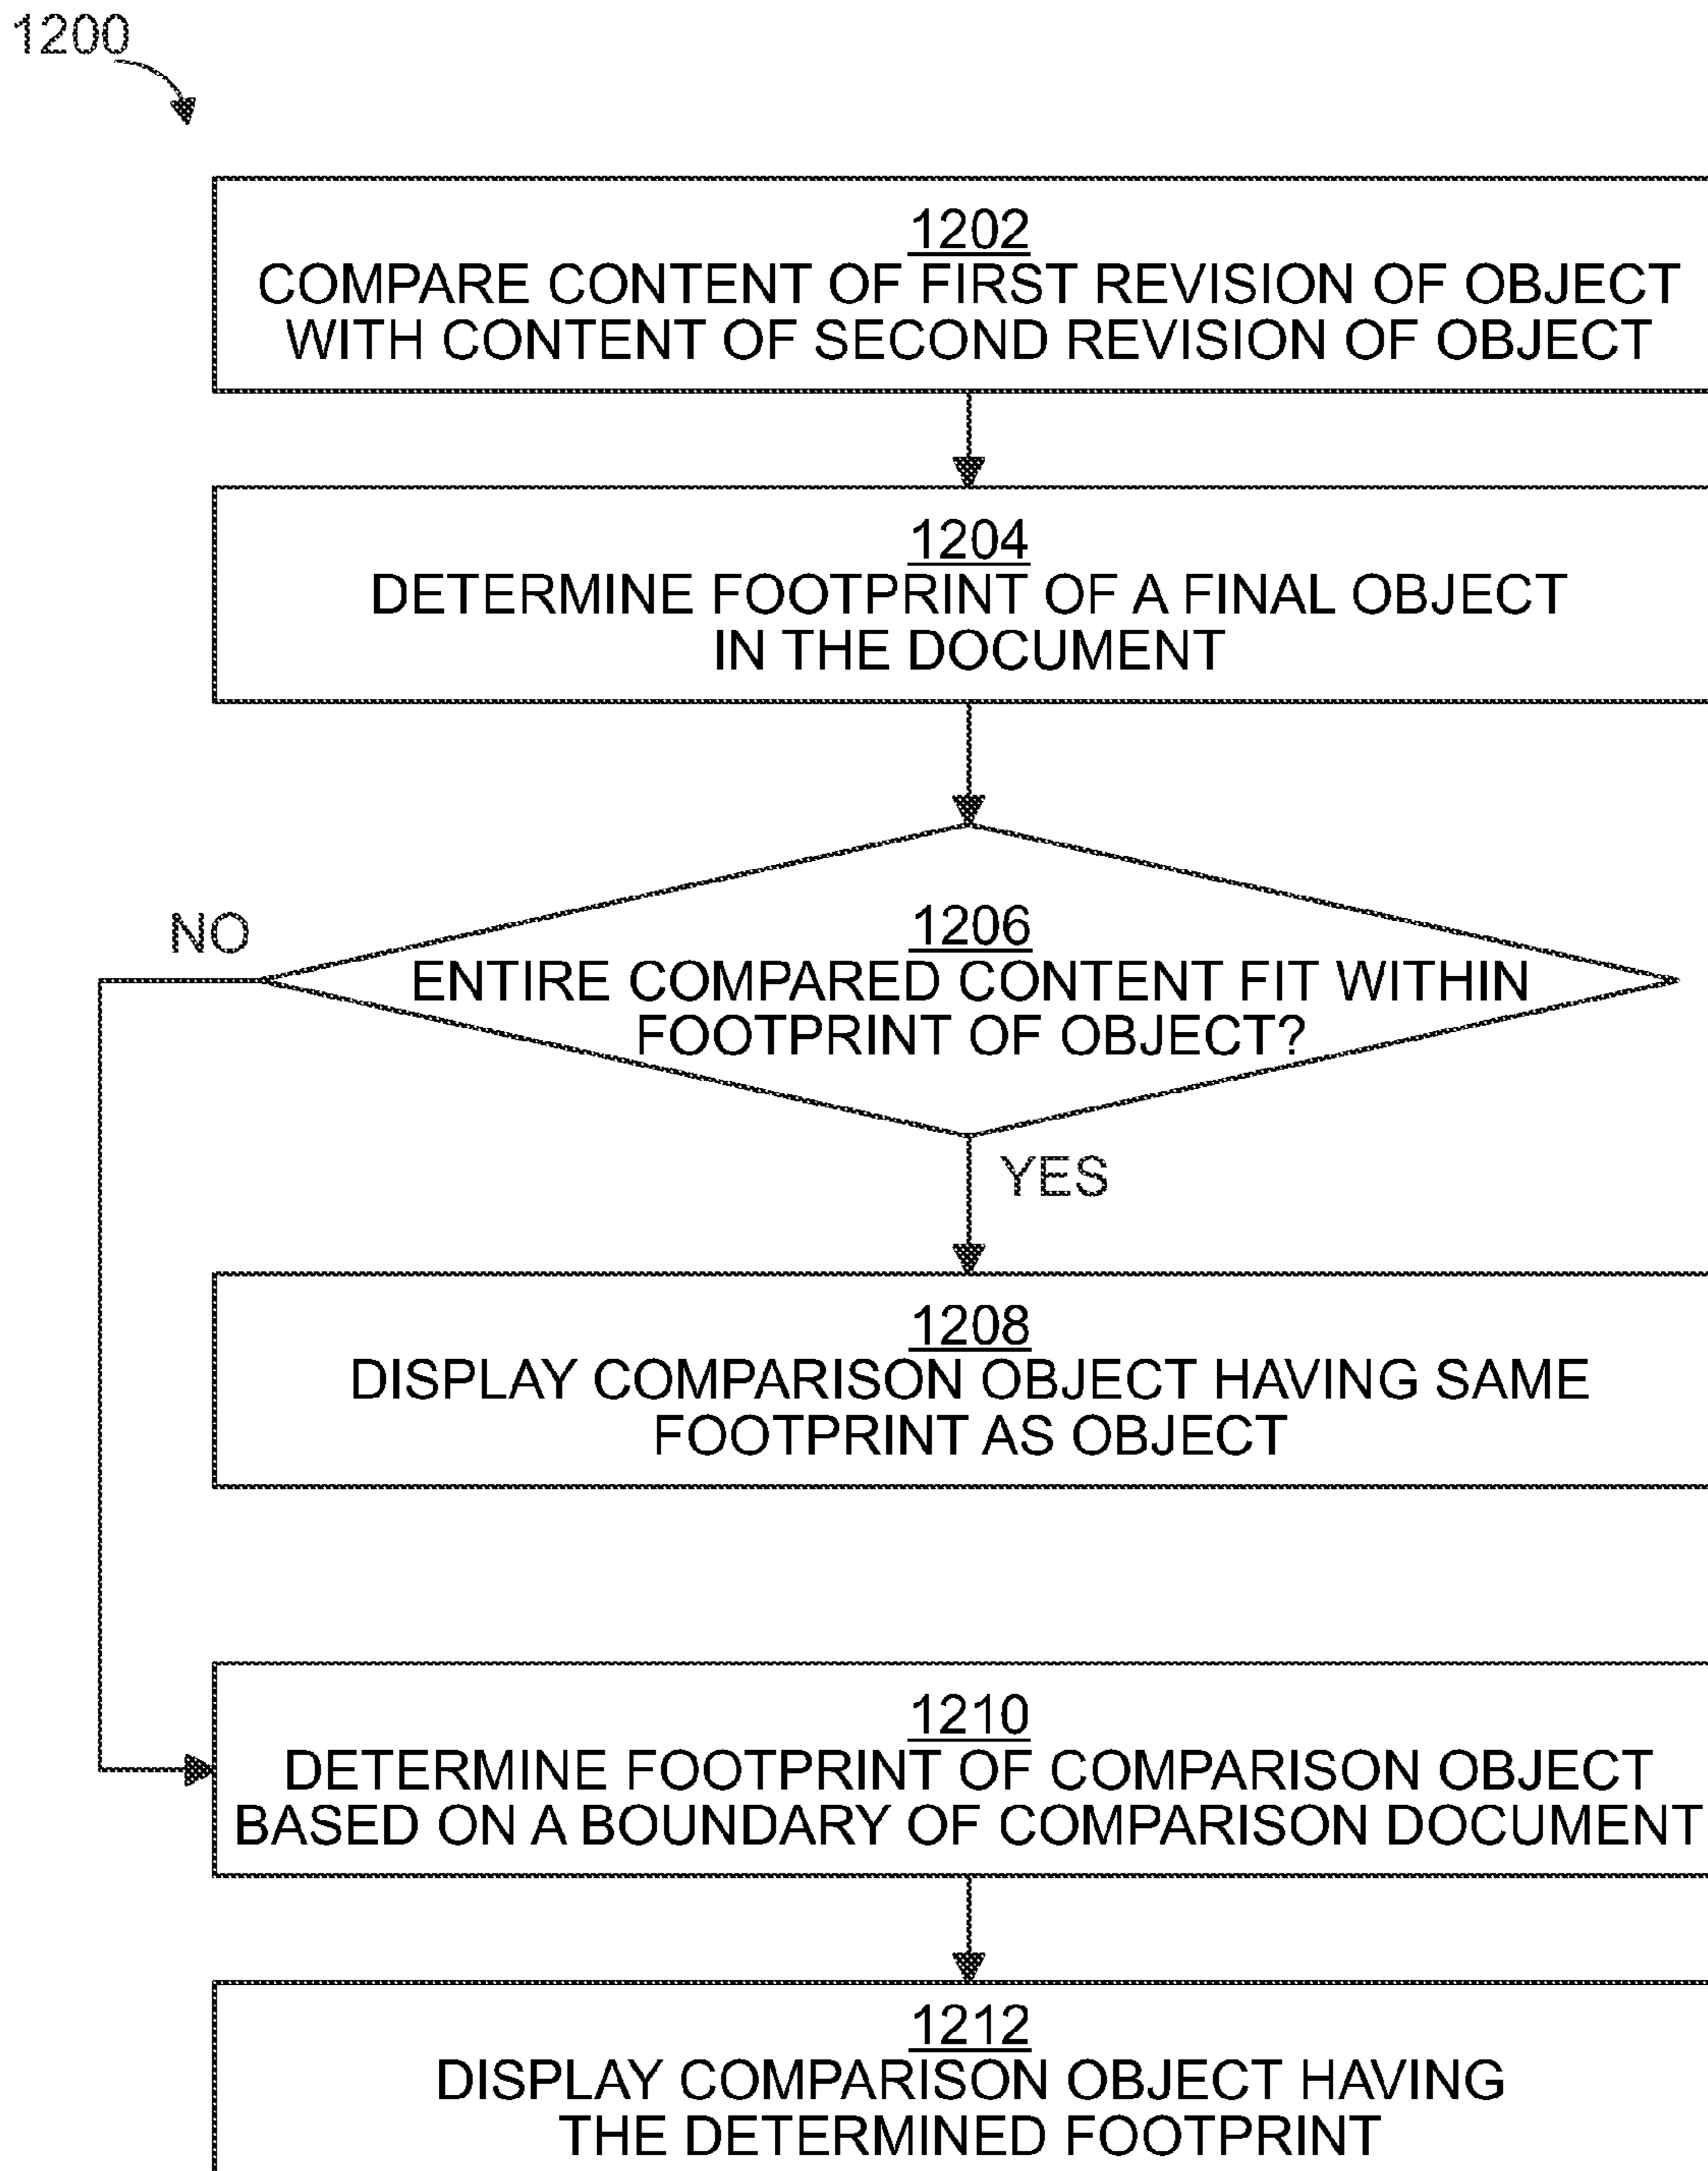 1200
1202
COMPARE CONTENT OF FIRST REVISION OF OBJECT
WITH CONTENT OF SECOND REVISION OF OBJECT
1204
DETERMINE FOOTPRINT OF A FINAL OBJECT
IN THE DOCUMENT
NO
1206
ENTIRE COMPARED CONTENT FIT WITHIN
FOOTPRINT OF OBJECT?
YES
1208
DISPLAY COMPARISON OBJECT HAVING SAME
FOOTPRINT AS OBJECT
1210
DETERMINE FOOTPRINT OF COMPARISON OBJECT
BASED ON A BOUNDARY OF COMPARISON DOCUMENT
1212
DISPLAY COMPARISON OBJECT HAVING
THE DETERMINED FOOTPRINT